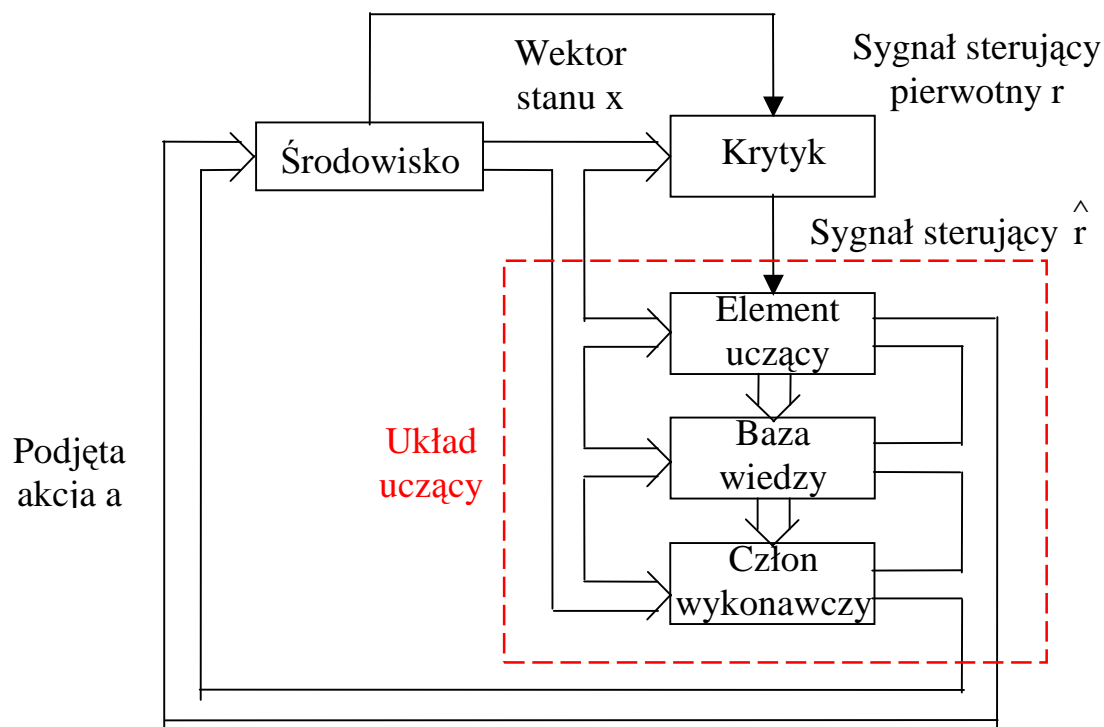 Wektor
stanu x
Sygnał sterujący
pierwotny r
Środowisko
Krytyk
Sygnał sterujący r̂
Element
uczący
Układ
uczący
Baza
wiedzy
Podjęta
akcja a
Człon
wykonawczy